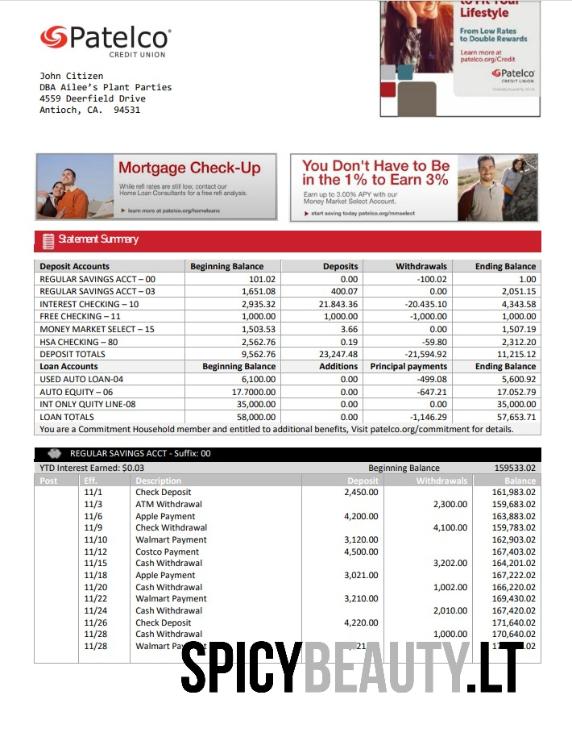 to Fit Your
Lifestyle
From Low Rates
to Double Rewards
Learn more at
patelco.org/Credit
Patelco
CREDIT UNION
Patelco
CREDIT UNION
John Citizen
DBA Ailee's Plant Parties
4559 Deerfield Drive
Antioch, CA. 94531
Mortgage Check-Up
While refi rates are still low, contact our
Home Loan Consultants for a free refi analysis.
learn more at patelco.org/homeloans
You Don't Have to Be
in the 1% to Earn 3%
Earn up to 3.00% APY with our
Money Market Select Account.
start saving today patelco.org/mmselect
Statement Summary
Deposit Accounts Beginning Balance Deposits Withdrawals Ending Balance
REGULAR SAVINGS ACCT – 00 101.02 0.00 -100.02 1.00
REGULAR SAVINGS ACCT – 03 1,651.08 400.07 0.00 2,051.15
INTEREST CHECKING – 10 2,935.32 21.843.36 -20.435.10 4,343.58
FREE CHECKING – 11 1,000.00 1,000.00 -1,000.00 1,000.00
MONEY MARKET SELECT – 15 1,503.53 3.66 0.00 1,507.19
HSA CHECKING – 80 2,562.76 0.19 -59.80 2,312.20
DEPOSIT TOTALS 9,562.76 23,247.48 -21,594.92 11,215.12
Loan Accounts Beginning Balance Additions Principal payments Ending Balance
USED AUTO LOAN-04 6,100.00 0.00 -499.08 5,600.92
AUTO EQUITY – 06 17.7000.00 0.00 -647.21 17.052.79
INT ONLY QUITY LINE-08 35,000.00 0.00 0.00 35,000.00
LOAN TOTALS 58,000.00 0.00 -1,146.29 57,653.71
You are a Commitment Household member and entitled to additional benefits, Visit patelco.org/commitment for details.
REGULAR SAVINGS ACCT - Suffix: 00
YTD Interest Earned: $0.03 Beginning Balance 159533.02
Post Eff. Description Deposit Withdrawals Balance
11/1 Check Deposit 2,450.00 161,983.02
11/3 ATM Withdrawal 2,300.00 159,683.02
11/6 Apple Payment 4,200.00 163,883.02
11/9 Check Withdrawal 4,100.00 159,783.02
11/10 Walmart Payment 3,120.00 162,903.02
11/12 Costco Payment 4,500.00 167,403.02
11/15 Cash Withdrawal 3,202.00 164,201.02
11/18 Apple Payment 3,021.00 167,222.02
11/20 Cash Withdrawal 1,002.00 166,220.02
11/22 Walmart Payment 3,210.00 169,430.02
11/24 Cash Withdrawal 2,010.00 167,420.02
11/26 Check Deposit 4,220.00 171,640.02
11/28 Cash Withdrawal 1,000.00 170,640.02
11/28 Walmart
SPICYBEAUTY.LT